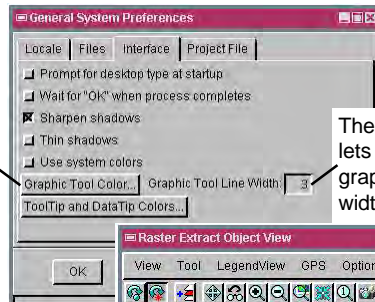 General System Preferences
Locale Files Interface Project File
Prompt for desktop type at startup
Wait for "Ok" when process completes
Sharpen shadows
Thin shadows
Use system colors
Graphic Tool Color... Graphic Tool Line Width: 3
ToolTip and DataTip Colors...
The
lets
grap
widt
OK
Raster Extract Object View
View Tool LegendView GPS Option